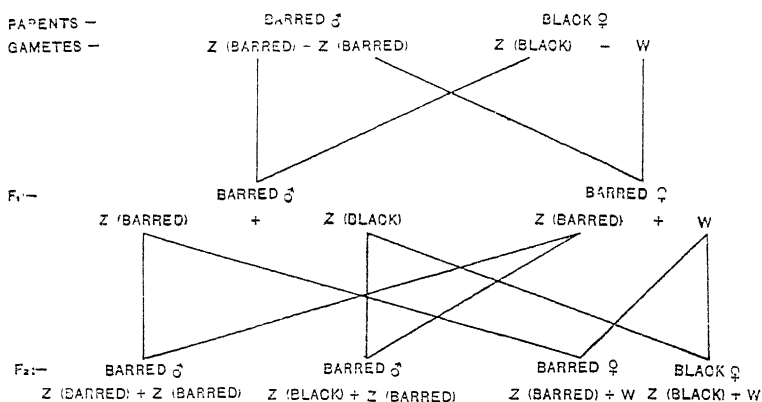 PARENTS — BARRED ♂ BLACK ♀
GAMETES — Z (BARRED) — Z (BARRED) Z (BLACK) — W
F₁:— BARRED ♂ BARRED ♀
Z (BARRED) + Z (BLACK) Z (BARRED) + W
F₂:— BARRED ♂ BARRED ♂ BARRED ♀ BLACK ♀
Z (BARRED) + Z (BARRED) Z (BLACK) + Z (BARRED) Z (BARRED) + W Z (BLACK) + W